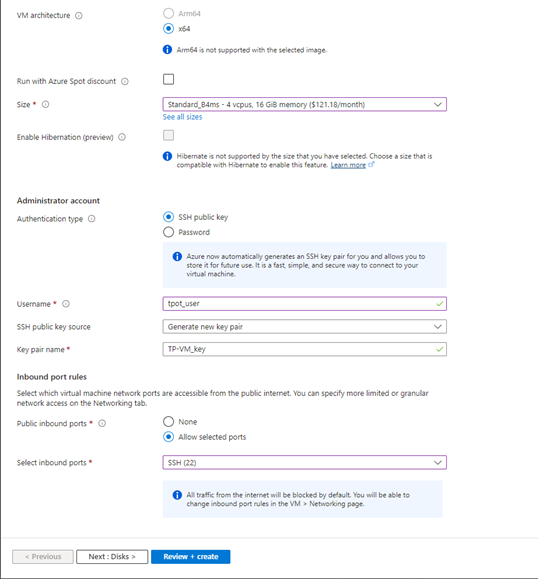 VM architecture
Arm64
x64
Arm64 is not supported with the selected image.
Run with Azure Spot discount
Size *
Standard_B4ms - 4 vcpus, 16 GiB memory ($121.18/month)
See all sizes
Enable Hibernation (preview)
Hibernate is not supported by the size that you have selected. Choose a size that is
compatible with Hibernate to enable this feature. Learn more
Administrator account
Authentication type
SSH public key
Password
Azure now automatically generates an SSH key pair for you and allows you to
store it for future use. It is a fast, simple, and secure way to connect to your
virtual machine.
Username *
tpot_user
SSH public key source
Generate new key pair
Key pair name *
TP-VM_key
Inbound port rules
Select which virtual machine network ports are accessible from the public internet. You can specify more limited or granular
network access on the Networking tab.
Public inbound ports *
None
Allow selected ports
Select inbound ports *
SSH (22)
All traffic from the internet will be blocked by default. You will be able to
change inbound port rules in the VM > Networking page.
< Previous
Next : Disks >
Review + create